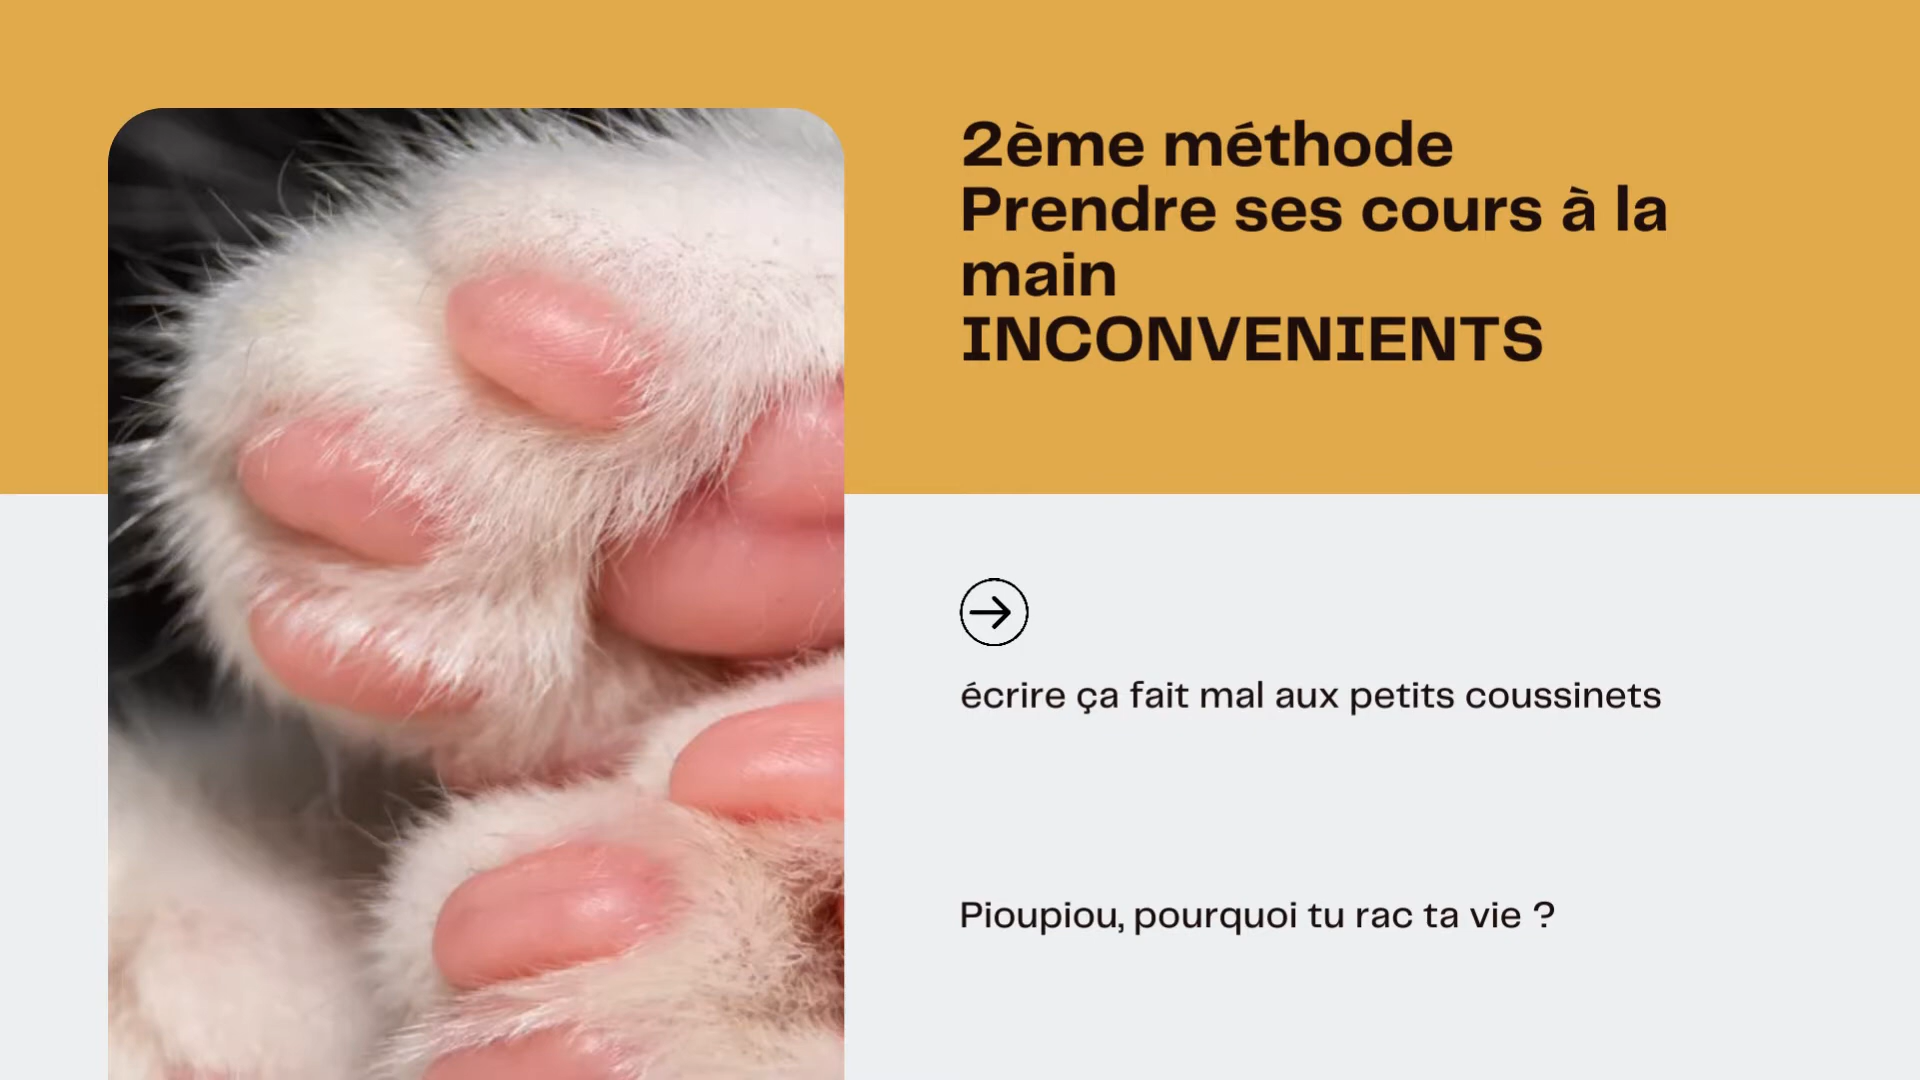 2ème méthode
Prendre ses cours à la
main
INCONVENIENTS
écrire ça fait mal aux petits coussinets
Pioupiou, pourquoi tu rac ta vie ?